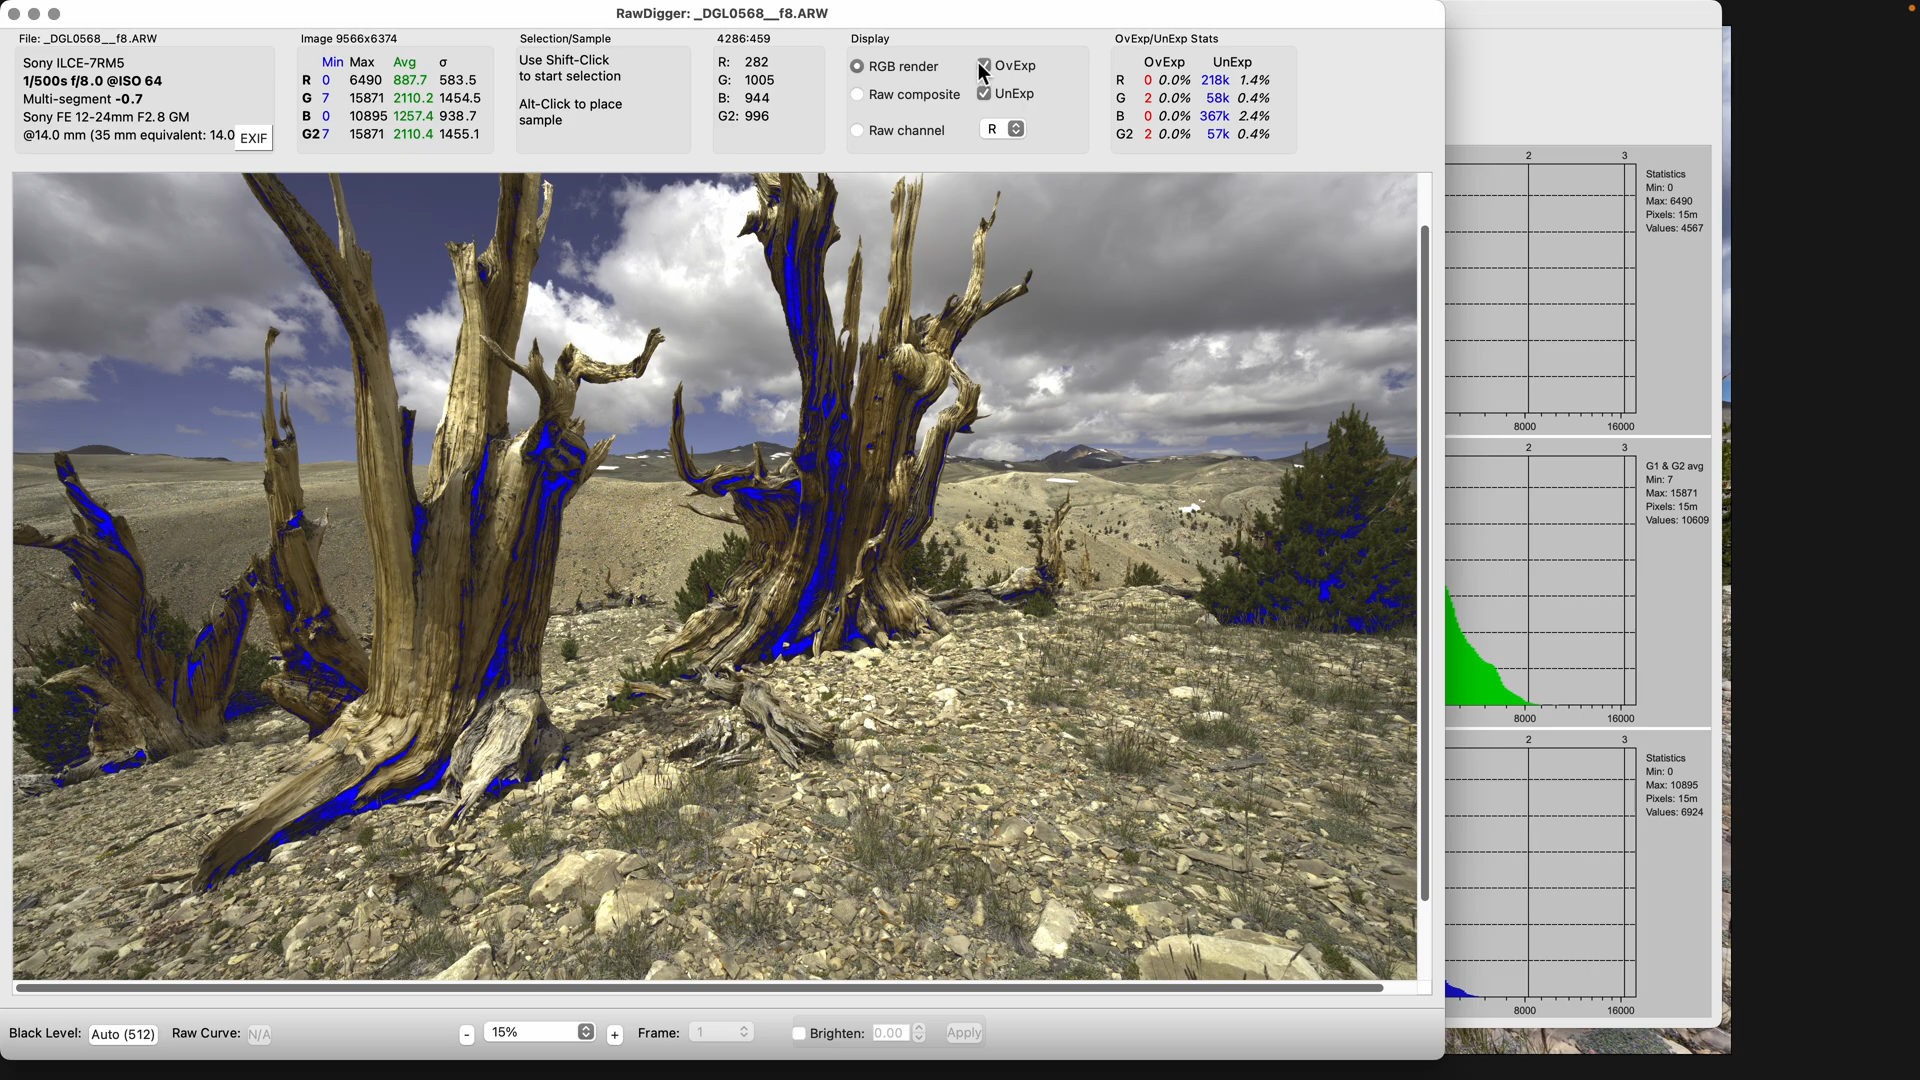 RawDigger: _DGL0568__f8.ARW
File: _DGL0568__f8.ARW
Sony ILCE-7RM5
1/500s f/8.0 @ISO 64
Multi-segment -0.7
Sony FE 12-24mm F2.8 GM
@14.0 mm (35 mm equivalent: 14.0
EXIF
Image 9566x6374
Min Max Avg σ
R 0 6490 887.7 583.5
G 7 15871 2110.2 1454.5
B 0 10895 1257.4 938.7
G2 7 15871 2110.4 1455.1
Selection/Sample
Use Shift-Click
to start selection
Alt-Click to place
sample
4286:459
R: 282
G: 1005
B: 944
G2: 996
Display
RGB render
OvExp
Raw composite
UnExp
Raw channel
R
OvExp/UnExp Stats
OvExp UnExp
R 0 0.0% 218k 1.4%
G 2 0.0% 58k 0.4%
B 0 0.0% 367k 2.4%
G2 2 0.0% 57k 0.4%
2 3
Statistics
Min: 0
Max: 6490
Pixels: 15m
Values: 4567
8000 16000
2 3
G1 & G2 avg
Min: 7
Max: 15871
Pixels: 15m
Values: 10609
8000 16000
2 3
Statistics
Min: 0
Max: 10895
Pixels: 15m
Values: 6924
8000 16000
Black Level: Auto (512) Raw Curve: N/A - 15% + Frame: 1 Brighten: 0.00 Apply